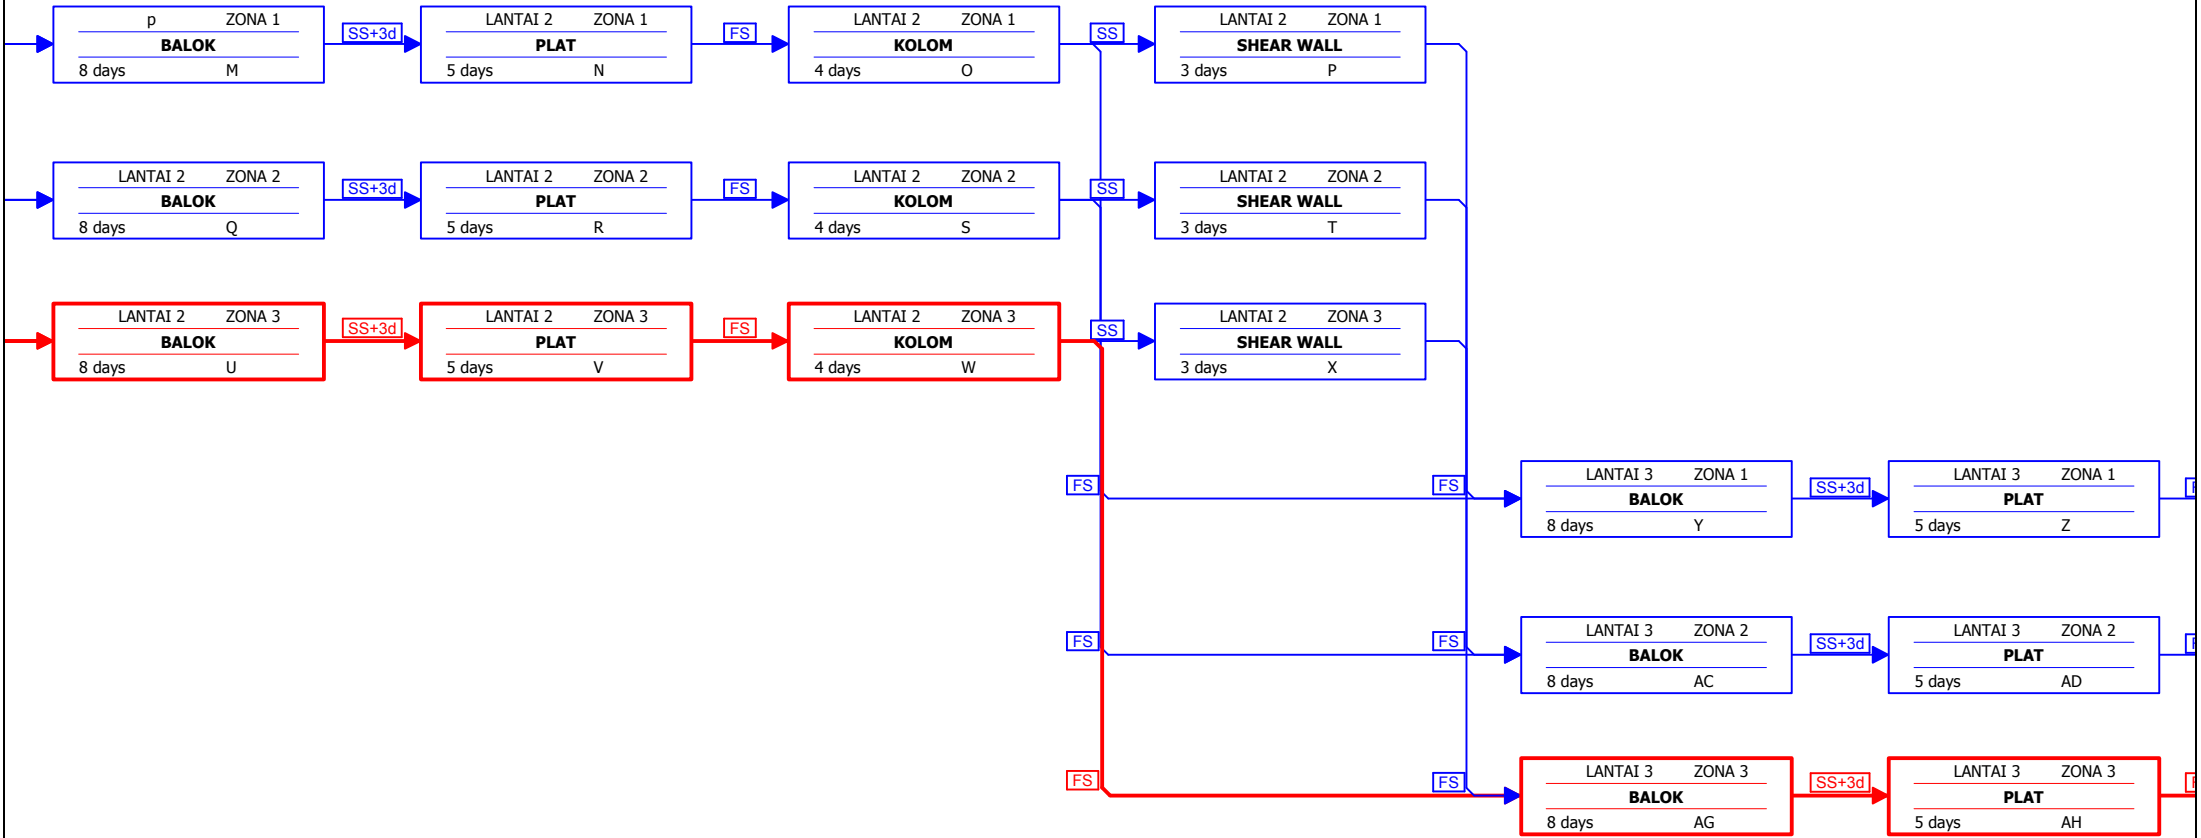 p ZONA 1
BALOK
8 days M
SS+3d
LANTAI 2 ZONA 1
PLAT
5 days N
FS
LANTAI 2 ZONA 1
KOLOM
4 days O
SS
LANTAI 2 ZONA 1
SHEAR WALL
3 days P
LANTAI 2 ZONA 2
BALOK
8 days Q
SS+3d
LANTAI 2 ZONA 2
PLAT
5 days R
FS
LANTAI 2 ZONA 2
KOLOM
4 days S
SS
LANTAI 2 ZONA 2
SHEAR WALL
3 days T
LANTAI 2 ZONA 3
BALOK
8 days U
SS+3d
LANTAI 2 ZONA 3
PLAT
5 days V
FS
LANTAI 2 ZONA 3
KOLOM
4 days W
SS
LANTAI 2 ZONA 3
SHEAR WALL
3 days X
FS
FS
LANTAI 3 ZONA 1
BALOK
8 days Y
SS+3d
LANTAI 3 ZONA 1
PLAT
5 days Z
FS
FS
LANTAI 3 ZONA 2
BALOK
8 days AC
SS+3d
LANTAI 3 ZONA 2
PLAT
5 days AD
FS
FS
LANTAI 3 ZONA 3
BALOK
8 days AG
SS+3d
LANTAI 3 ZONA 3
PLAT
5 days AH